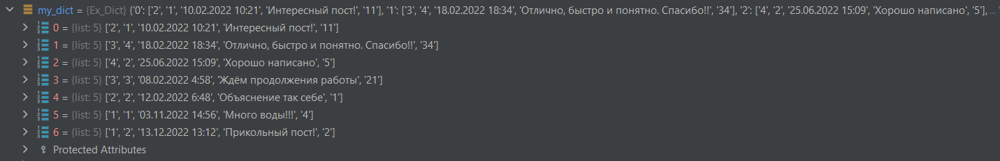 my_dict = {Ex_Dict} {'0': ['2', '1', '10.02.2022 10:21', 'Интересный пост!', '11'], '1': ['3', '4', '18.02.2022 18:34', 'Отлично, быстро и понятно. Спасибо!!', '34'], '2': ['4', '2', '25.06.2022 15:09', 'Хорошо написано', '5'], ...
0 = {list: 5} ['2', '1', '10.02.2022 10:21', 'Интересный пост!', '11']
1 = {list: 5} ['3', '4', '18.02.2022 18:34', 'Отлично, быстро и понятно. Спасибо!!', '34']
2 = {list: 5} ['4', '2', '25.06.2022 15:09', 'Хорошо написано', '5']
3 = {list: 5} ['3', '3', '08.02.2022 4:58', 'Ждём продолжения работы', '21']
4 = {list: 5} ['2', '2', '12.02.2022 6:48', 'Объяснение так себе', '1']
5 = {list: 5} ['1', '1', '03.11.2022 14:56', 'Много воды!!!', '4']
6 = {list: 5} ['1', '2', '13.12.2022 13:12', 'Прикольный пост!', '2']
Protected Attributes